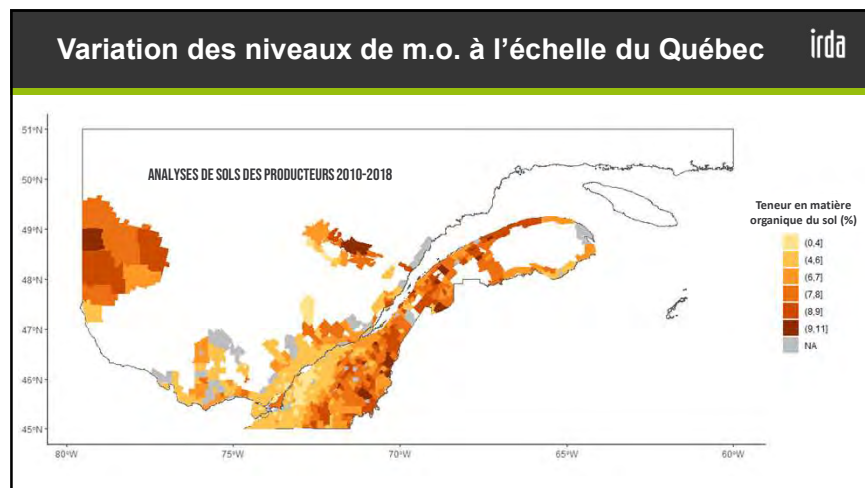 Variation des niveaux de m.o. à l'échelle du Québec
irda
ANALYSES DE SOLS DES PRODUCTEURS 2010-2018
51°N
50°N
49°N
48°N
47°N
46°N
45°N
80°W
75°W
70°W
65°W
60°W
Teneur en matière
organique du sol (%)
(0,4]
(4,6]
(6,7]
(7,8]
(8,9]
(9,11]
NA